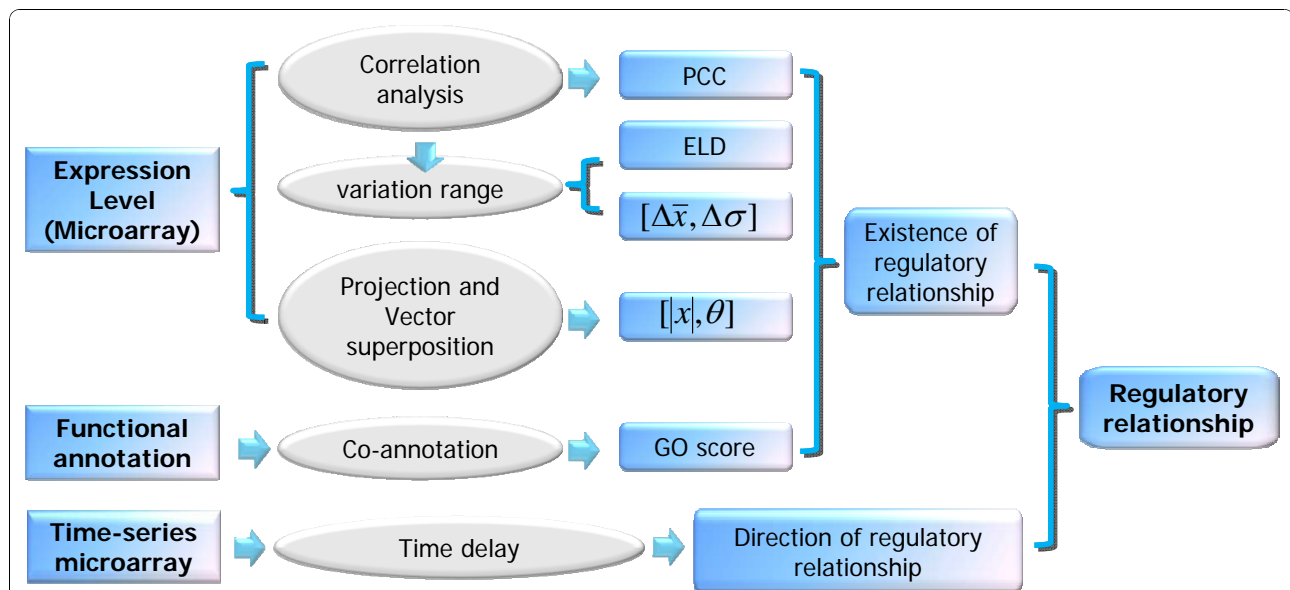 Correlation
analysis
PCC
ELD
Expression
Level
(Microarray)
variation range
[Δx̅, Δσ]
Existence of
regulatory
relationship
Projection and
Vector
superposition
[|x|, θ]
Regulatory
relationship
Functional
annotation
Co-annotation
GO score
Time-series
microarray
Time delay
Direction of regulatory
relationship